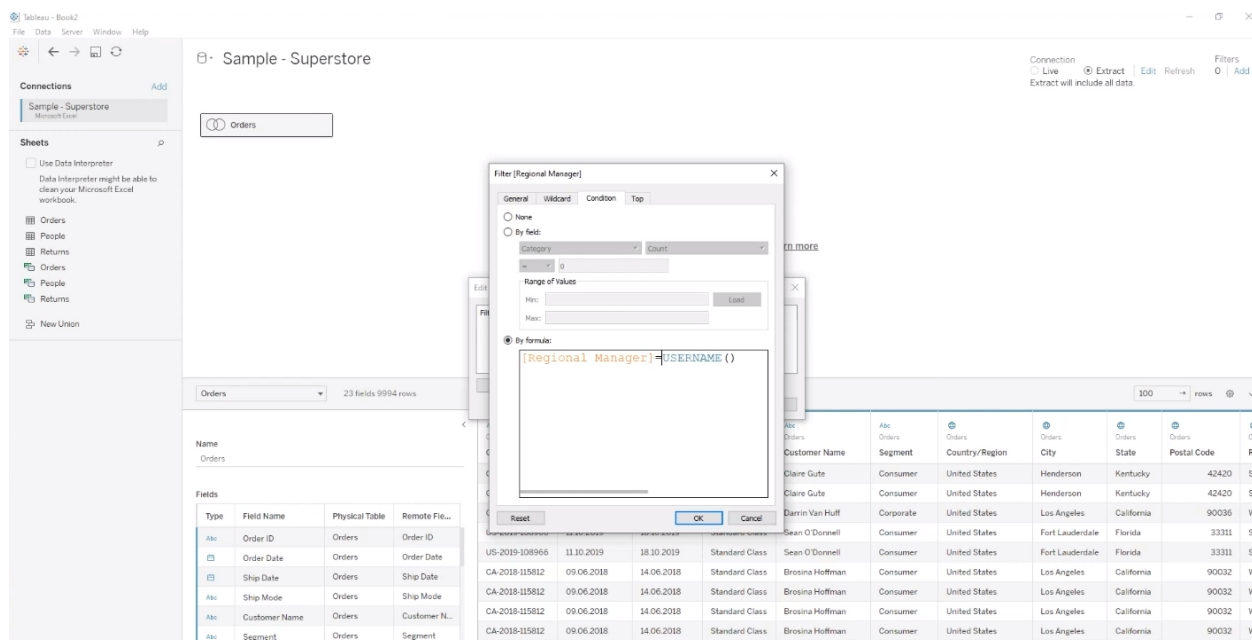 Tableau - Book2
File Data Server Window Help
Connections Add
Sample - Superstore
Microsoft Excel
Sheets
Use Data Interpreter
Data Interpreter might be able to
clean your Microsoft Excel
workbook.
Orders
People
Returns
Orders
People
Returns
New Union
Sample - Superstore
Connection
Live Extract Edit Refresh
Extract will include all data.
Filters
0 Add
Orders
Edit
Filter [Regional Manager]
General Wildcard Condition Top
None
By field:
Category Count
= 0
Range of Values
Min: Load
Max:
By formula:
[Regional Manager]=USERNAME()
Reset OK Cancel
more
Orders 23 fields 9994 rows
100 rows
Name
Orders
Fields
Type Field Name Physical Table Remote Fie...
Abc Order ID Orders Order ID
Order Date Orders Order Date
Ship Date Orders Ship Date
Abc Ship Mode Orders Ship Mode
Abc Customer Name Orders Customer N...
Abc Segment Orders Segment
Abc Abc
Orders Orders Orders Orders Orders Orders
Customer Name Segment Country/Region City State Postal Code
Claire Gute Consumer United States Henderson Kentucky 42420
Claire Gute Consumer United States Henderson Kentucky 42420
Darrin Van Huff Corporate United States Los Angeles California 90036
Sean O'Donnell Consumer United States Fort Lauderdale Florida 33311
US-2019-108966 11.10.2019 18.10.2019 Standard Class Sean O'Donnell Consumer United States Fort Lauderdale Florida 33311
CA-2018-115812 09.06.2018 14.06.2018 Standard Class Brosina Hoffman Consumer United States Los Angeles California 90032
CA-2018-115812 09.06.2018 14.06.2018 Standard Class Brosina Hoffman Consumer United States Los Angeles California 90032
CA-2018-115812 09.06.2018 14.06.2018 Standard Class Brosina Hoffman Consumer United States Los Angeles California 90032
CA-2018-115812 09.06.2018 14.06.2018 Standard Class Brosina Hoffman Consumer United States Los Angeles California 90032